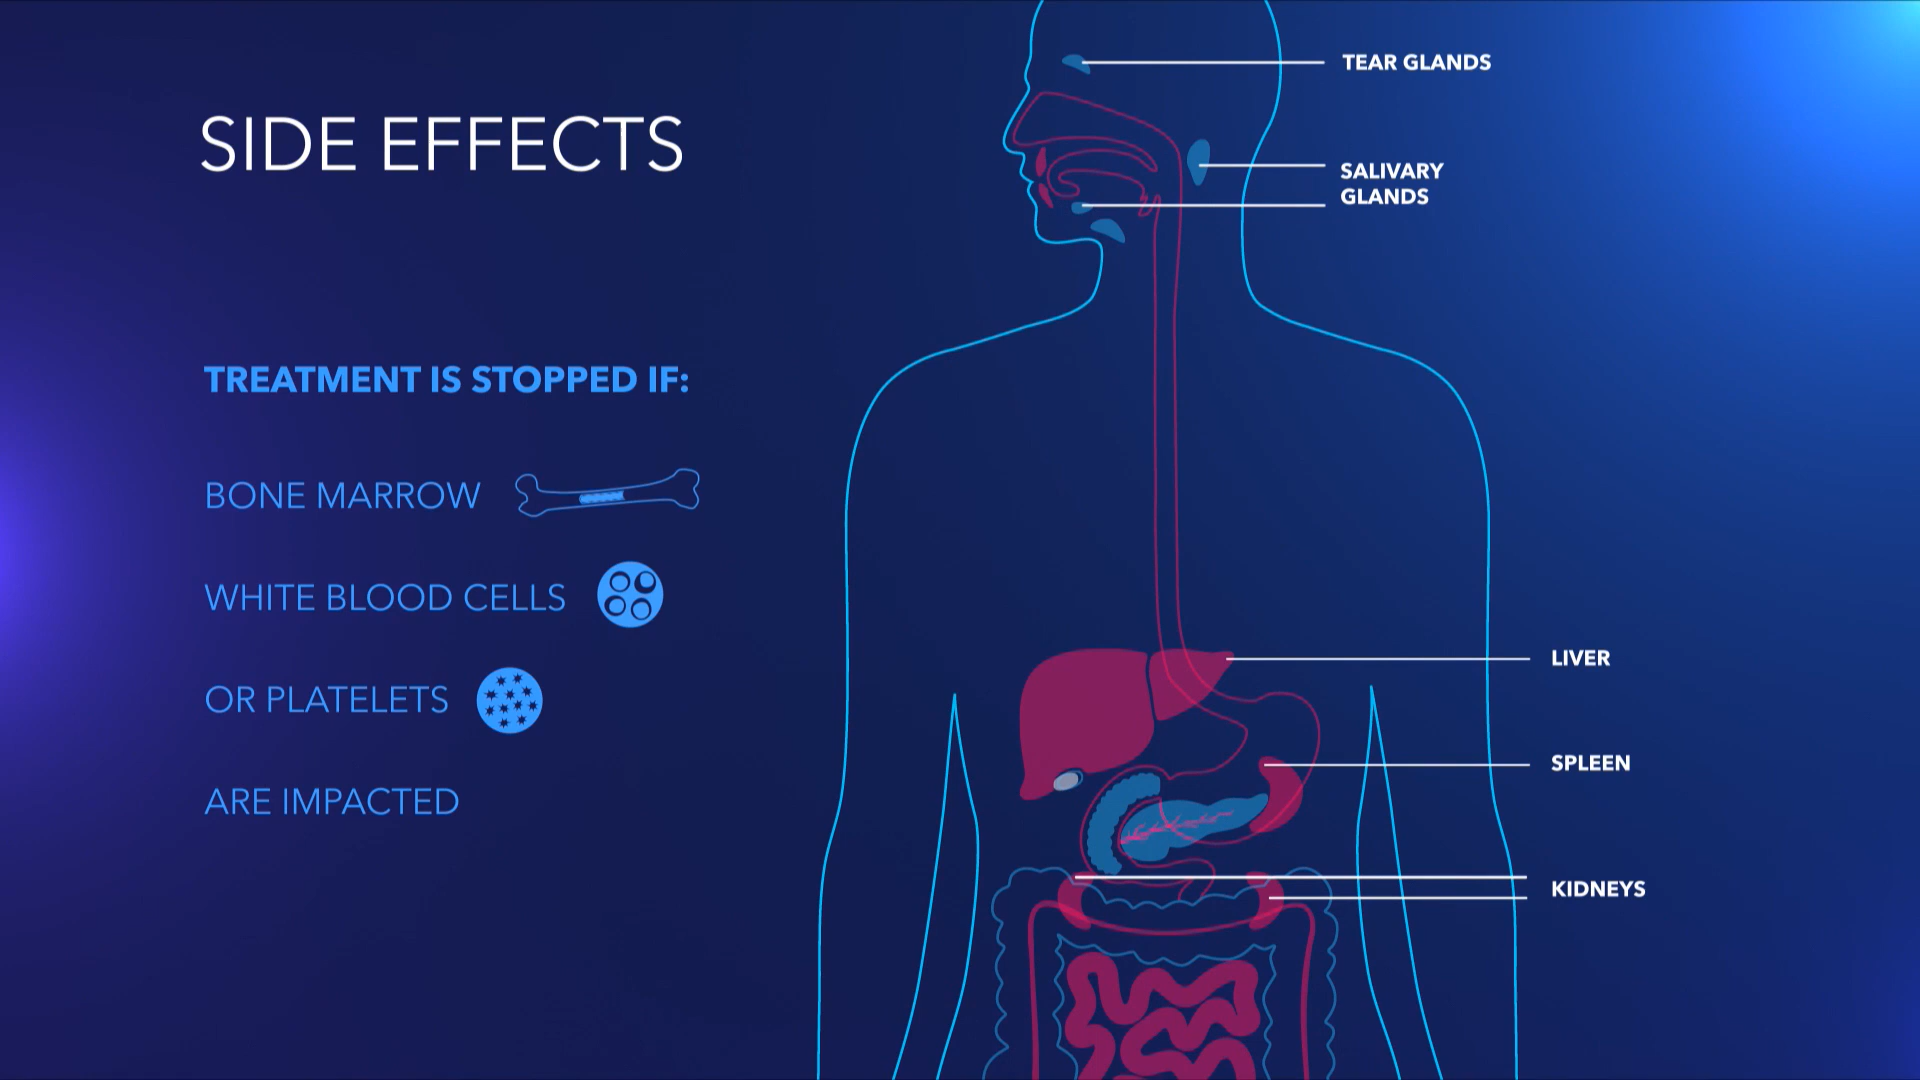 SIDE EFFECTS
TREATMENT IS STOPPED IF:
BONE MARROW
WHITE BLOOD CELLS
OR PLATELETS
ARE IMPACTED
TEAR GLANDS
SALIVARY
GLANDS
LIVER
SPLEEN
KIDNEYS